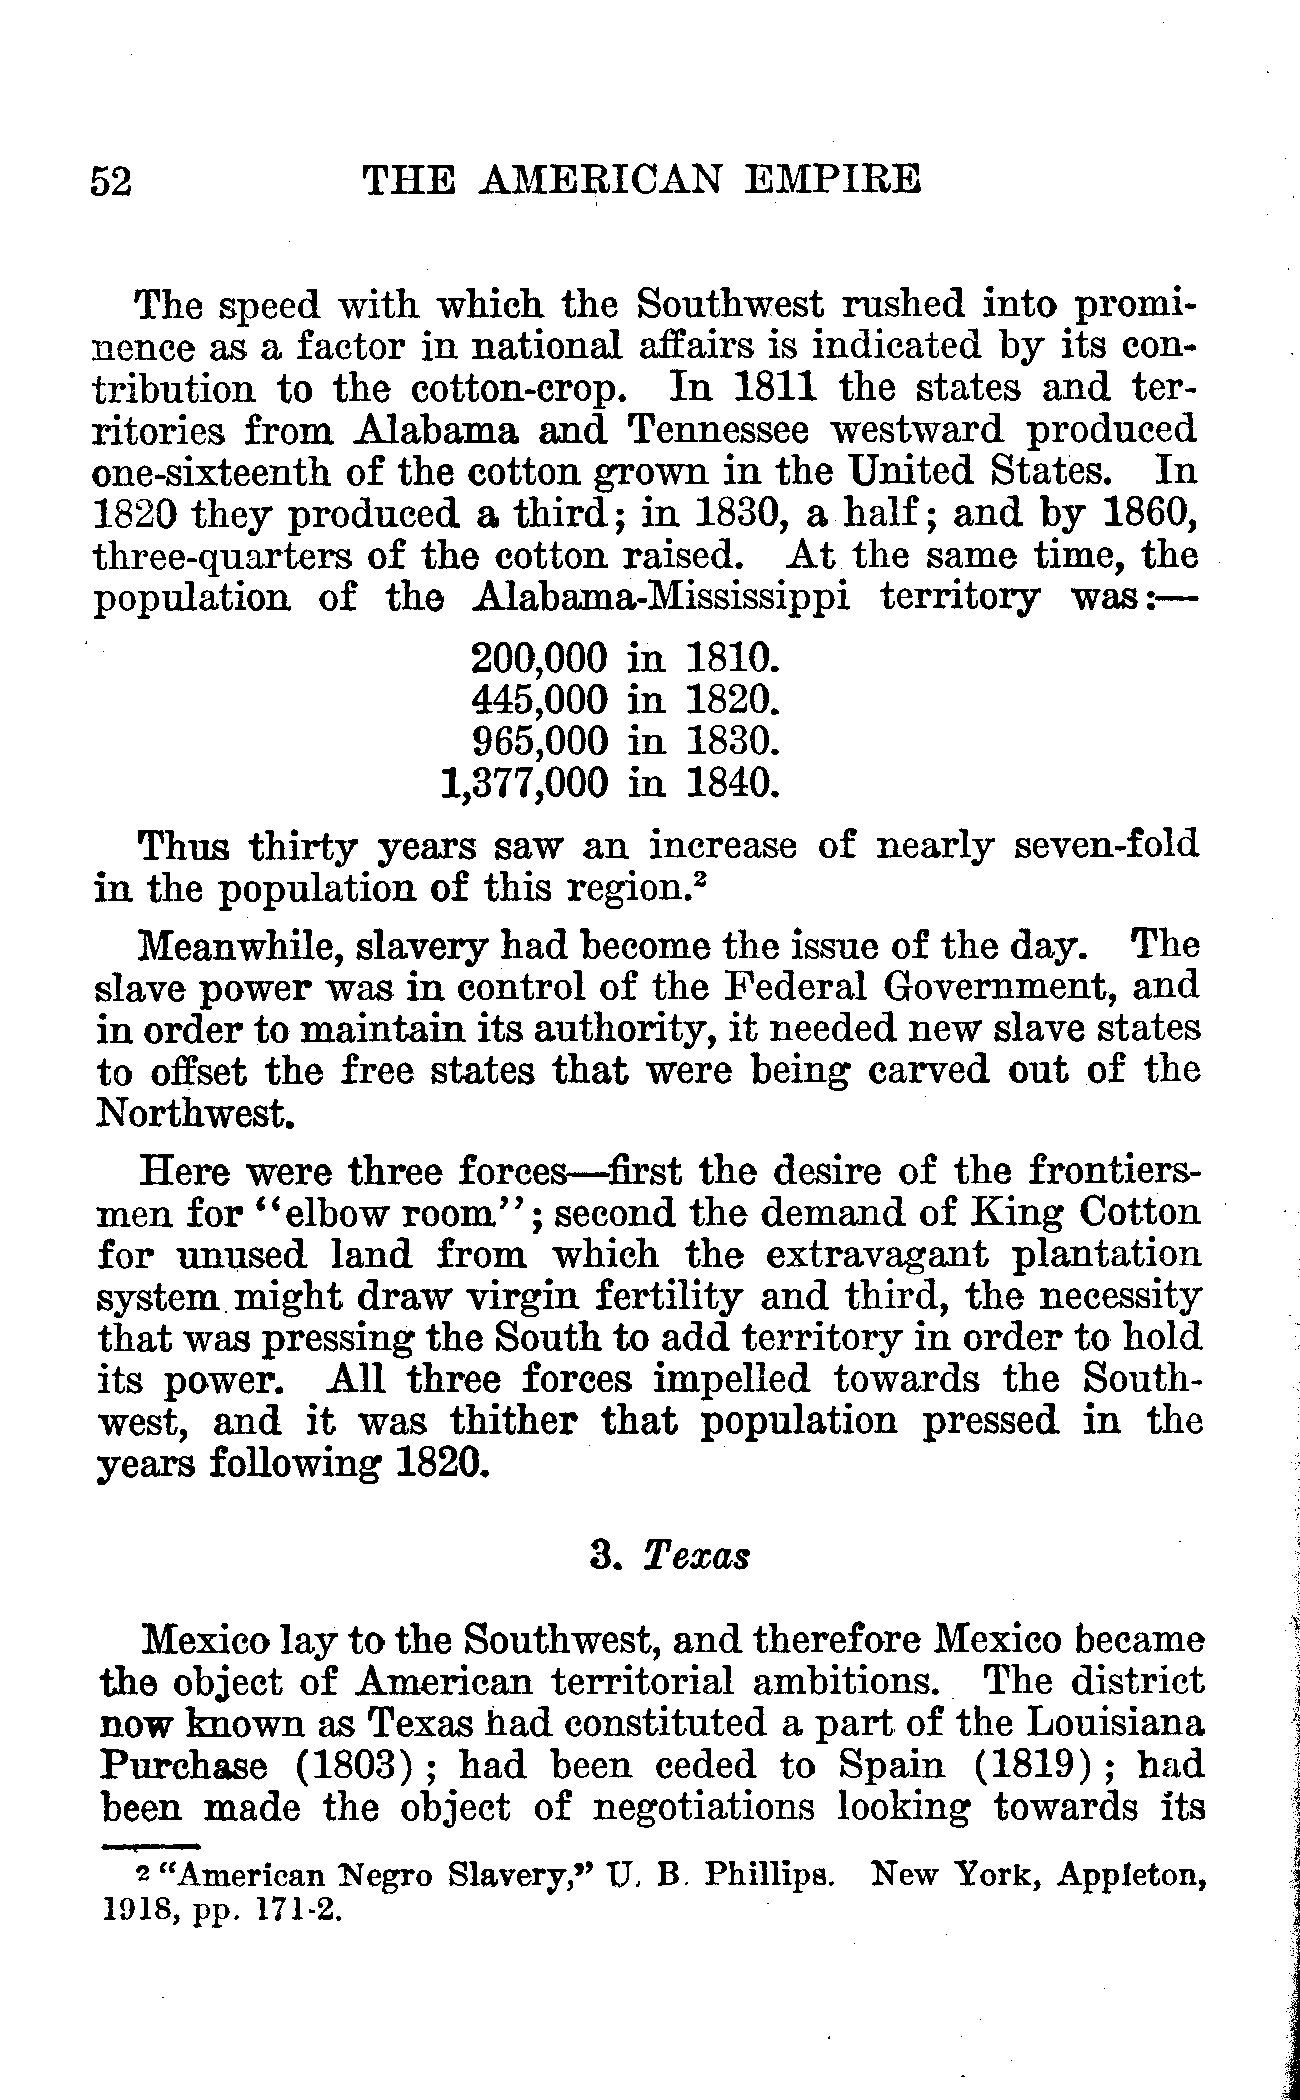 52 THE AMERICAN EMPIRE
The speed with which the Southwest rushed into promi-
nence as a factor in national affairs is indicated by its con-
tribution to the cotton-crop. In 1811 the states and ter-
ritories from Alabama and Tennessee westward produced
one-sixteenth of the cotton grown in the United States. In
1820 they produced a third; in 1830, a half; and by 1860,
three-quarters of the cotton raised. At the same time, the
population of the Alabama-Mississippi territory was:—
200,000 in 1810.
445,000 in 1820.
965,000 in 1830.
1,377,000 in 1840.
Thus thirty years saw an increase of nearly seven-fold
in the population of this region.²
Meanwhile, slavery had become the issue of the day. The
slave power was in control of the Federal Government, and
in order to maintain its authority, it needed new slave states
to offset the free states that were being carved out of the
Northwest.
Here were three forces—first the desire of the frontiers-
men for "elbow room"; second the demand of King Cotton
for unused land from which the extravagant plantation
system might draw virgin fertility and third, the necessity
that was pressing the South to add territory in order to hold
its power. All three forces impelled towards the South-
west, and it was thither that population pressed in the
years following 1820.
3. Texas
Mexico lay to the Southwest, and therefore Mexico became
the object of American territorial ambitions. The district
now known as Texas had constituted a part of the Louisiana
Purchase (1803); had been ceded to Spain (1819); had
been made the object of negotiations looking towards its
² "American Negro Slavery," U. B. Phillips. New York, Appleton,
1918, pp. 171-2.